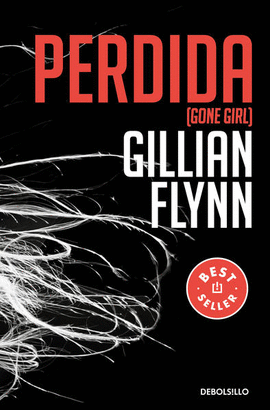 PERDIDA
(GONE GIRL)
GILLIAN
FLYNN
BEST
SELLER
DEBOLSILLO